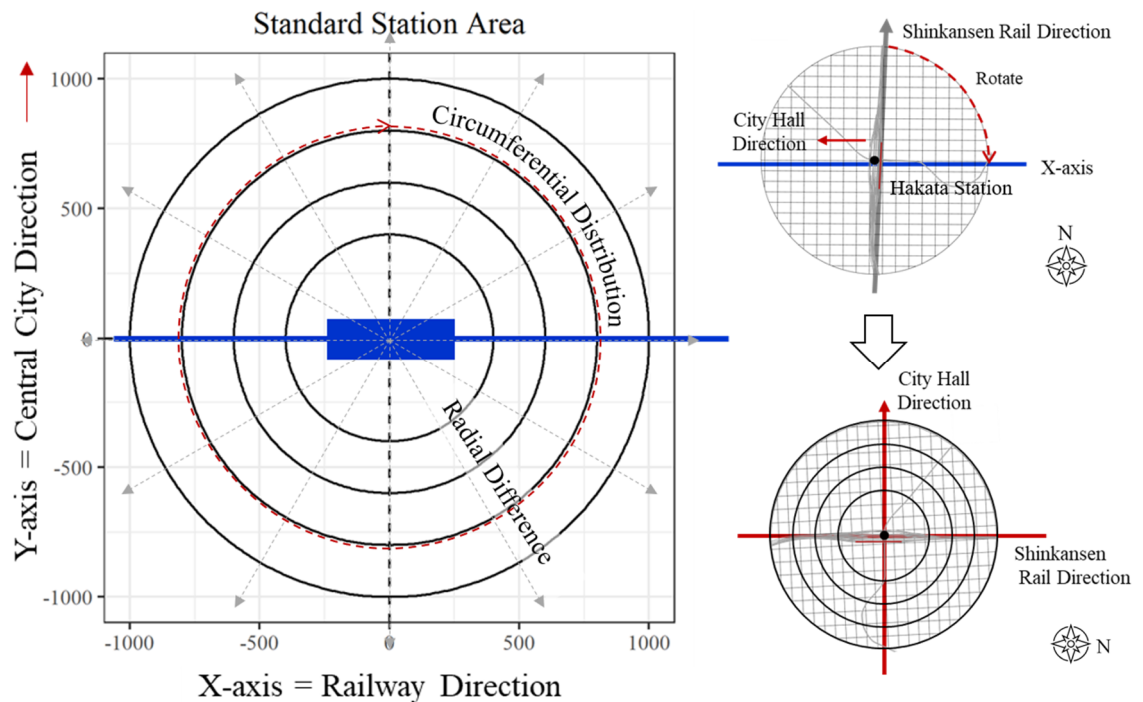 Standard Station Area
Y-axis = Central City Direction
1000
500
0
-500
-1000
-1000
-500
0
500
1000
X-axis = Railway Direction
Circumferential Distribution
Radial Difference
Shinkansen Rail Direction
Rotate
City Hall
Direction
X-axis
Hakata Station
N
City Hall
Direction
Shinkansen
Rail Direction
N